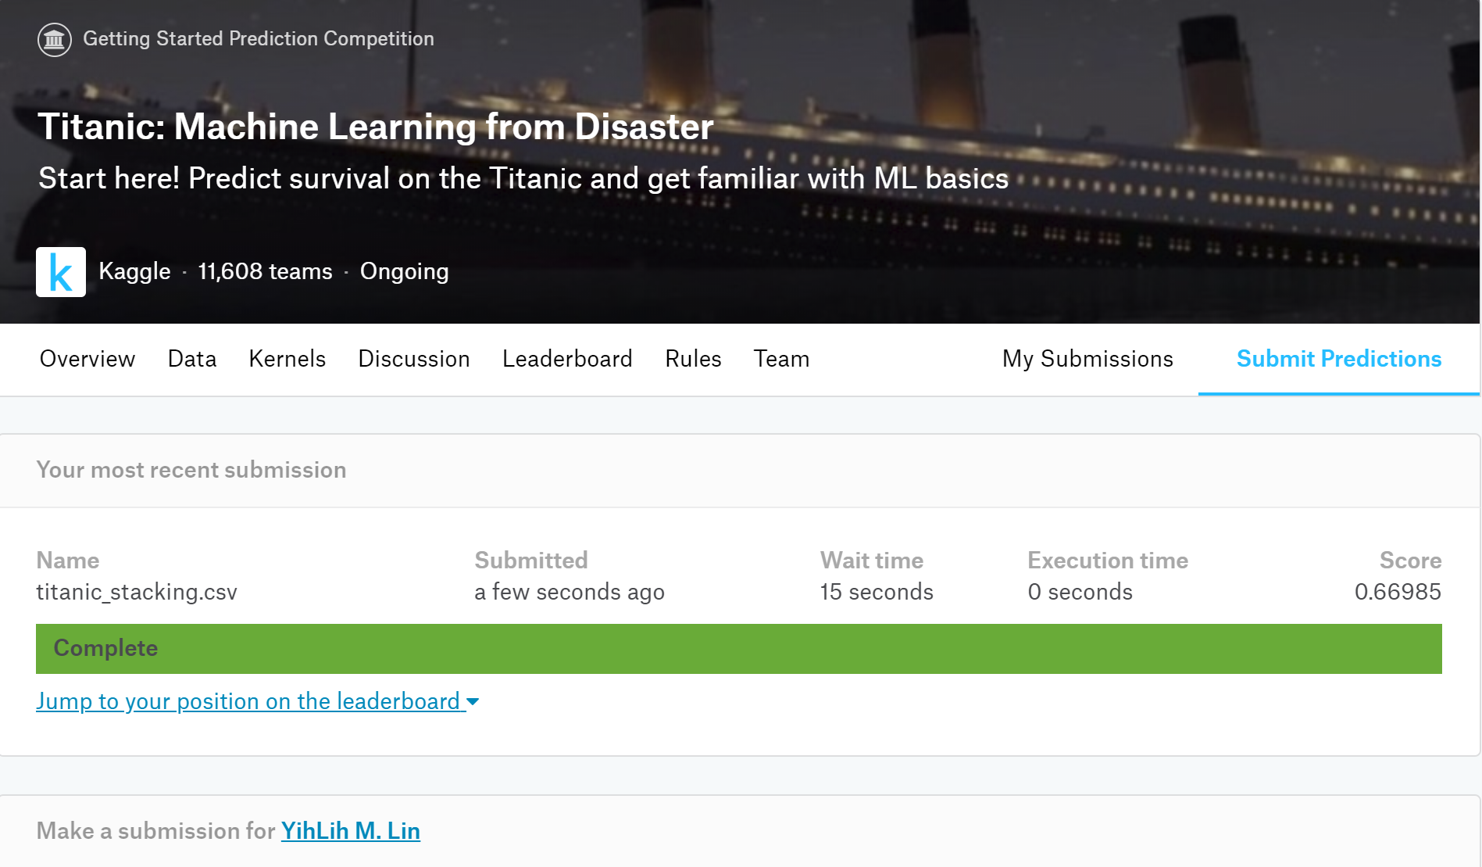 Getting Started Prediction Competition
Titanic: Machine Learning from Disaster
Start here! Predict survival on the Titanic and get familiar with ML basics
k Kaggle · 11,608 teams · Ongoing
Overview Data Kernels Discussion Leaderboard Rules Team My Submissions Submit Predictions
Your most recent submission
Name Submitted Wait time Execution time Score
titanic_stacking.csv a few seconds ago 15 seconds 0 seconds 0.66985
Complete
Jump to your position on the leaderboard
Make a submission for YihLih M. Lin